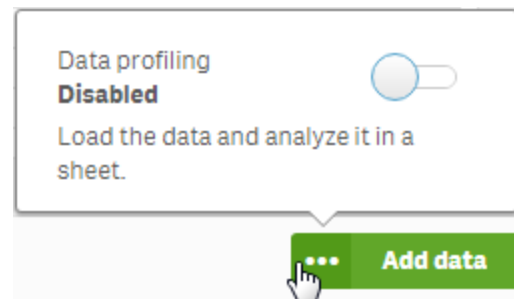 Data profiling
Disabled
Load the data and analyze it in a
sheet.
••• Add data